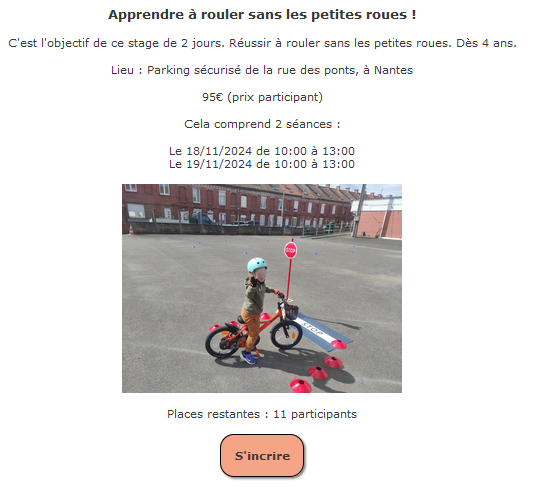 Apprendre à rouler sans les petites roues !
C'est l'objectif de ce stage de 2 jours. Réussir à rouler sans les petites roues. Dès 4 ans.
Lieu : Parking sécurisé de la rue des ponts, à Nantes
95€ (prix participant)
Cela comprend 2 séances :
Le 18/11/2024 de 10:00 à 13:00
Le 19/11/2024 de 10:00 à 13:00
STOP
STOP
Places restantes : 11 participants
S'incrire